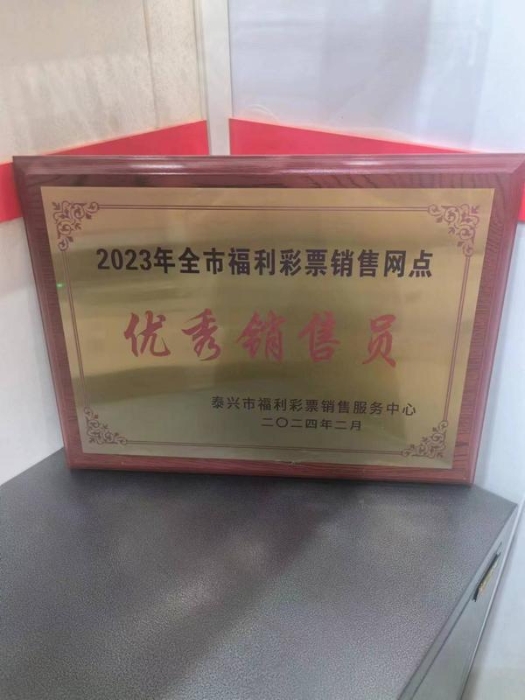 2023年全市福利彩票销售网点
优秀销售员
泰兴市福利彩票销售服务中心
二〇二四年二月